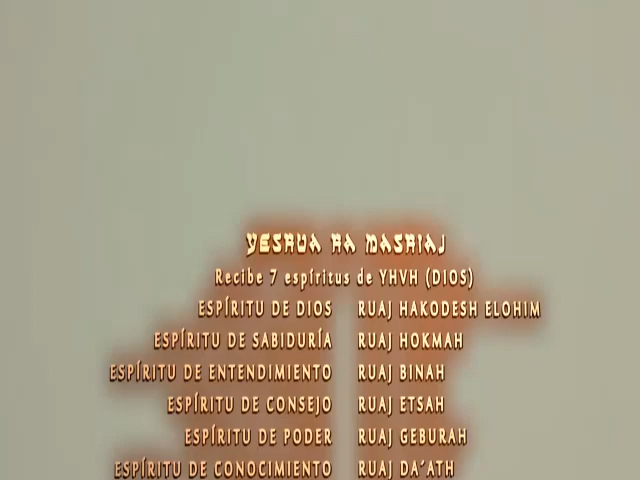 YESHUA HA MASHIAJ
Recibe 7 espíritus de YHVH (DIOS)
ESPÍRITU DE DIOS RUAJ HAKODESH ELOHIM
ESPÍRITU DE SABIDURÍA RUAJ HOKMAH
ESPÍRITU DE ENTENDIMIENTO RUAJ BINAH
ESPÍRITU DE CONSEJO RUAJ ETSAH
ESPÍRITU DE PODER RUAJ GEBURAH
ESPÍRITU DE CONOCIMIENTO RUAJ DA´ATH